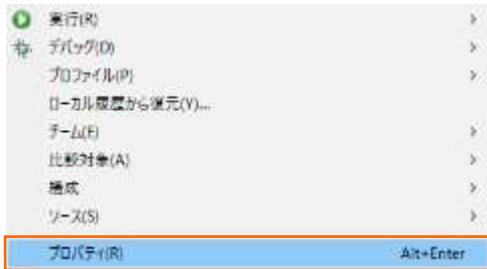 実行(R)
デバッグ(D)
プロファイル(P)
ローカル履歴から復元(Y)...
チーム(E)
比較対象(A)
構成
ソース(S)
プロパティ(R) Alt+Enter